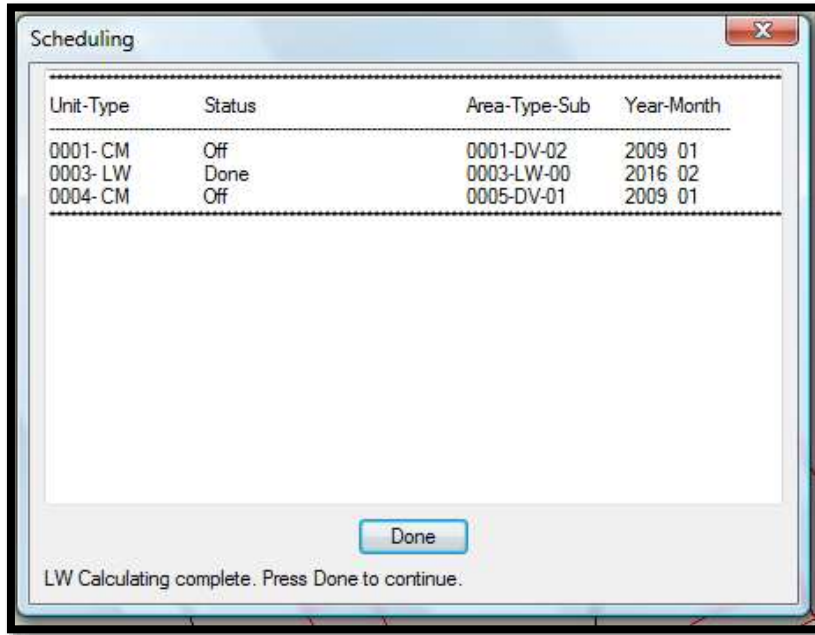 Scheduling
Unit-Type Status Area-Type-Sub Year-Month
0001- CM Off 0001-DV-02 2009 01
0003- LW Done 0003-LW-00 2016 02
0004- CM Off 0005-DV-01 2009 01
Done
LW Calculating complete. Press Done to continue.